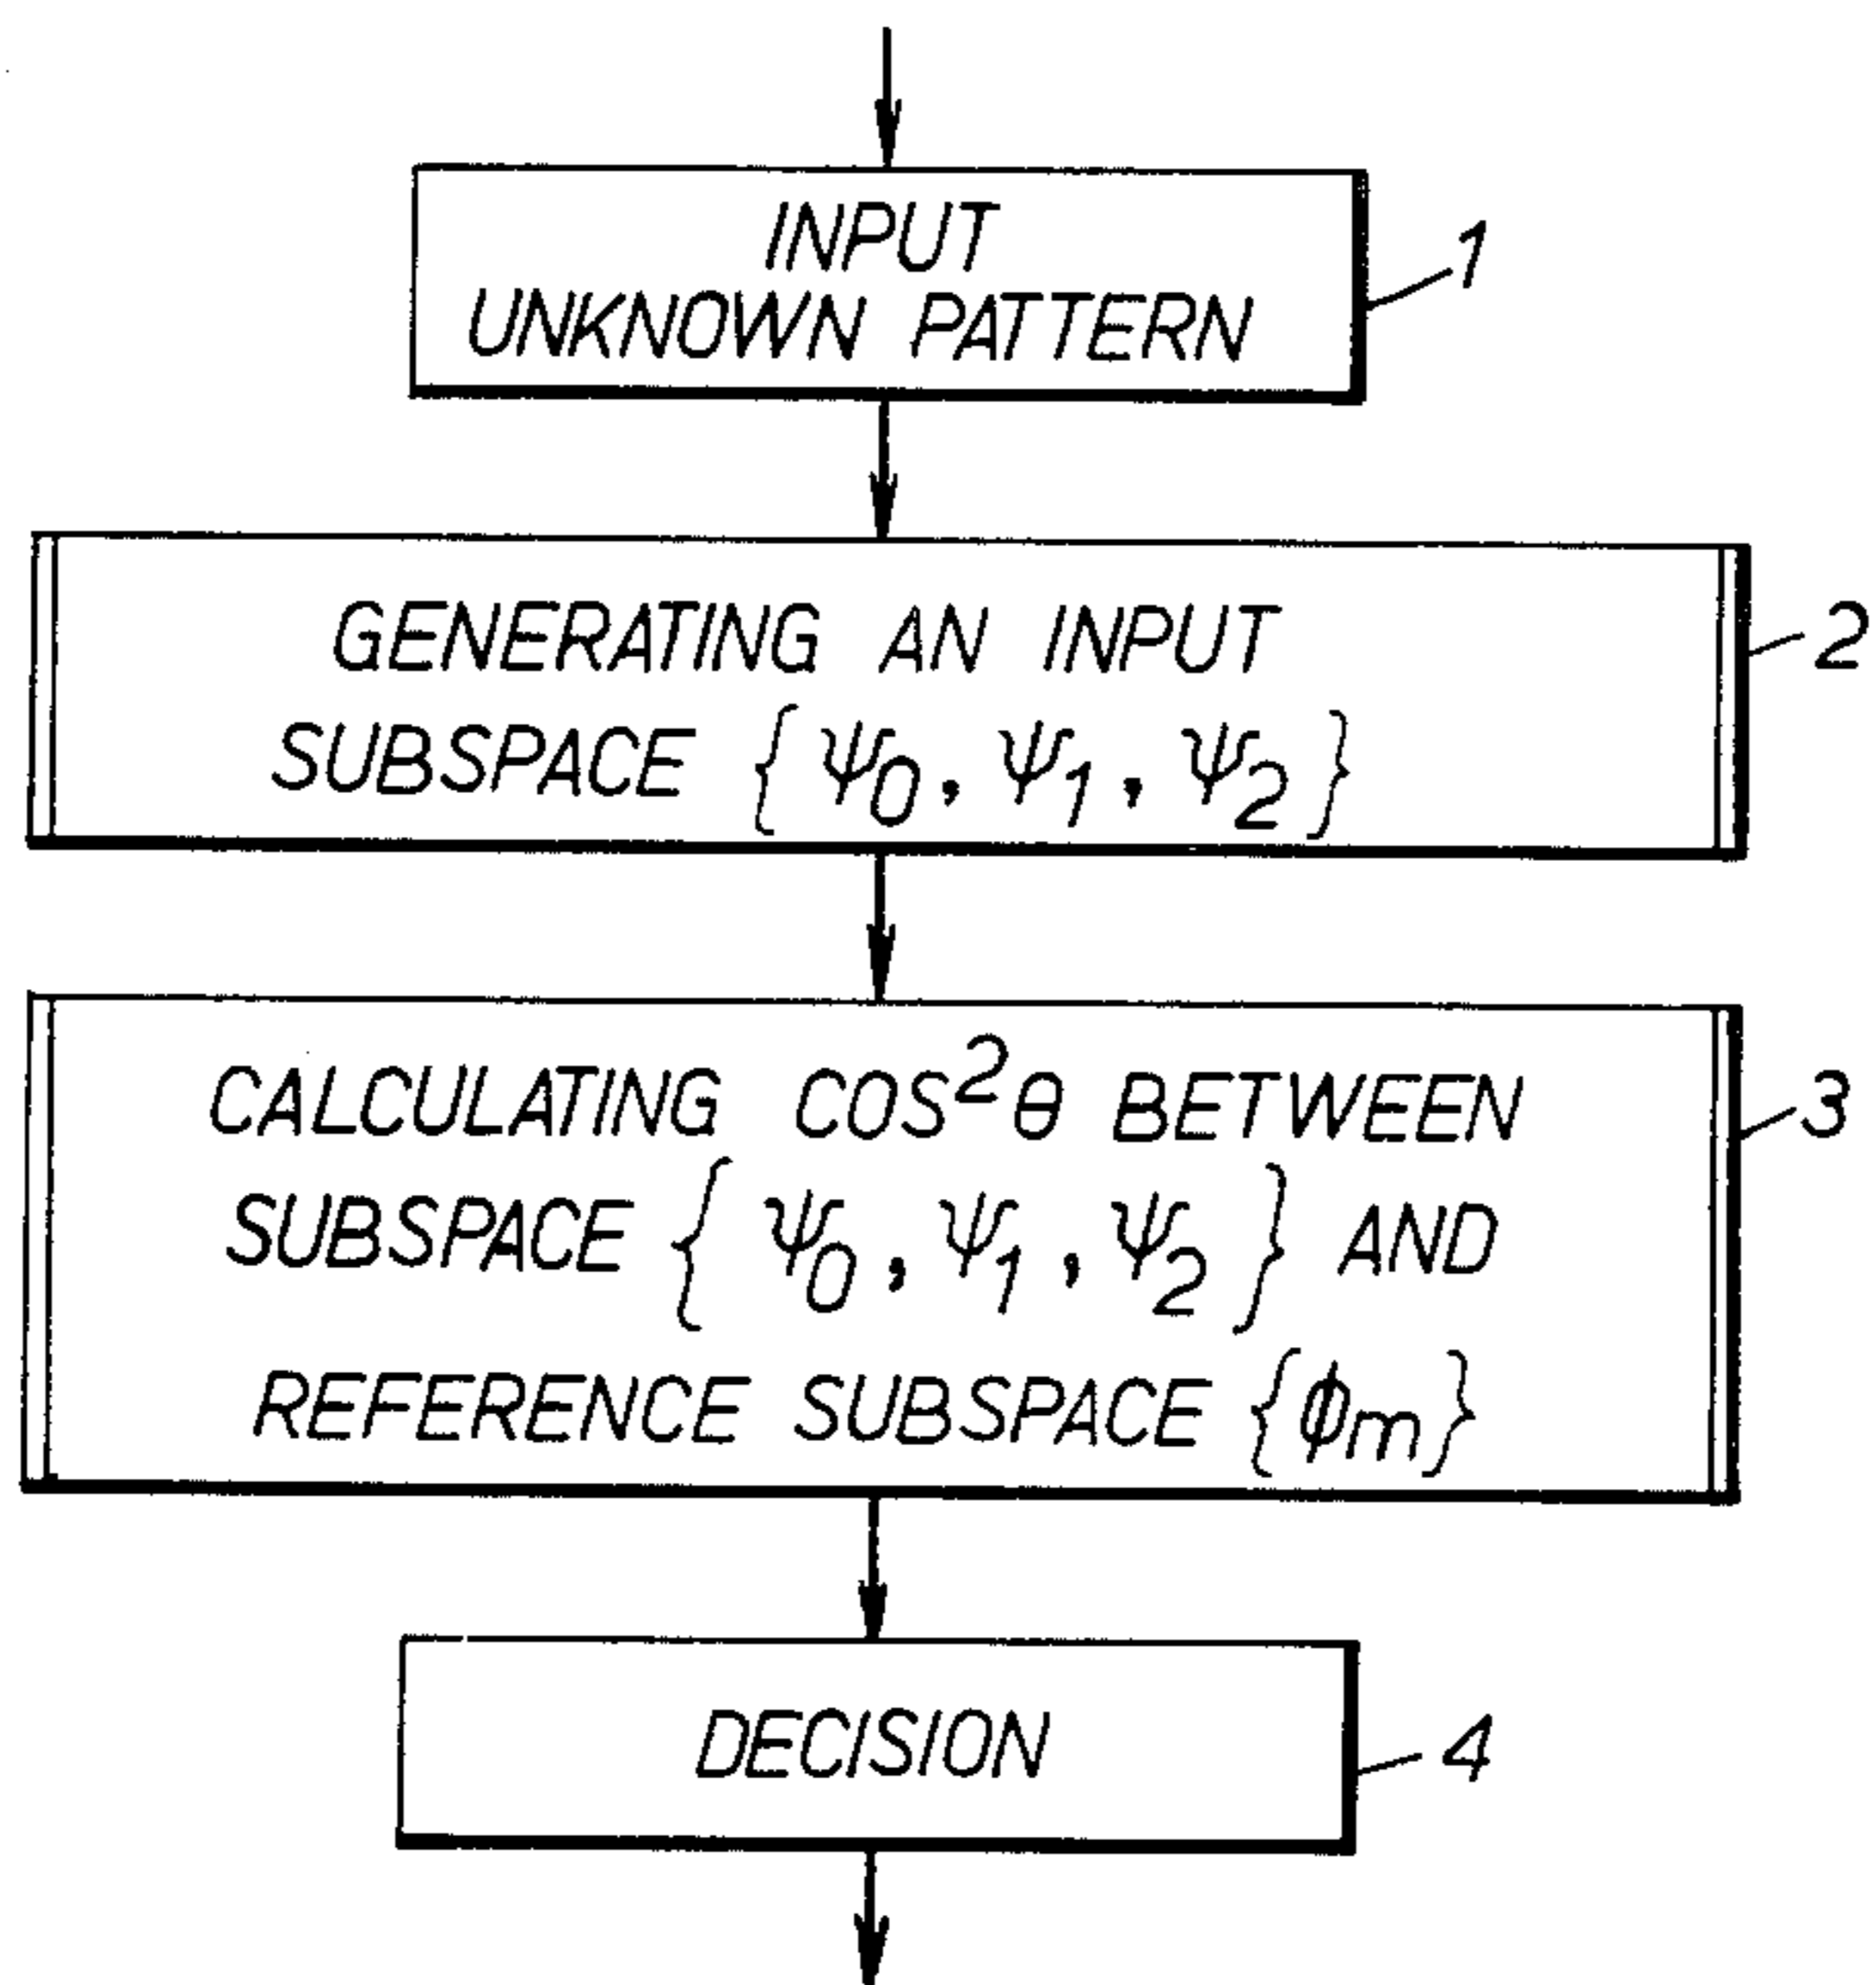 INPUT
UNKNOWN PATTERN
1
GENERATING AN INPUT
SUBSPACE {ψ0, ψ1, ψ2}
2
CALCULATING COS²θ BETWEEN
SUBSPACE {ψ0, ψ1, ψ2} AND
REFERENCE SUBSPACE {ϕm}
3
DECISION
4